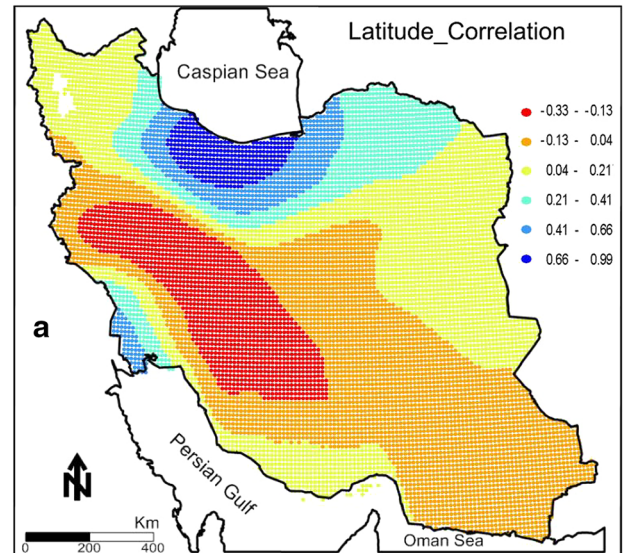 Latitude_Correlation
Caspian Sea
-0.33 - -0.13
-0.13 - 0.04
0.04 - 0.21
0.21 - 0.41
0.41 - 0.66
0.66 - 0.99
a
Persian Gulf
N
Km
0 200 400
Oman Sea